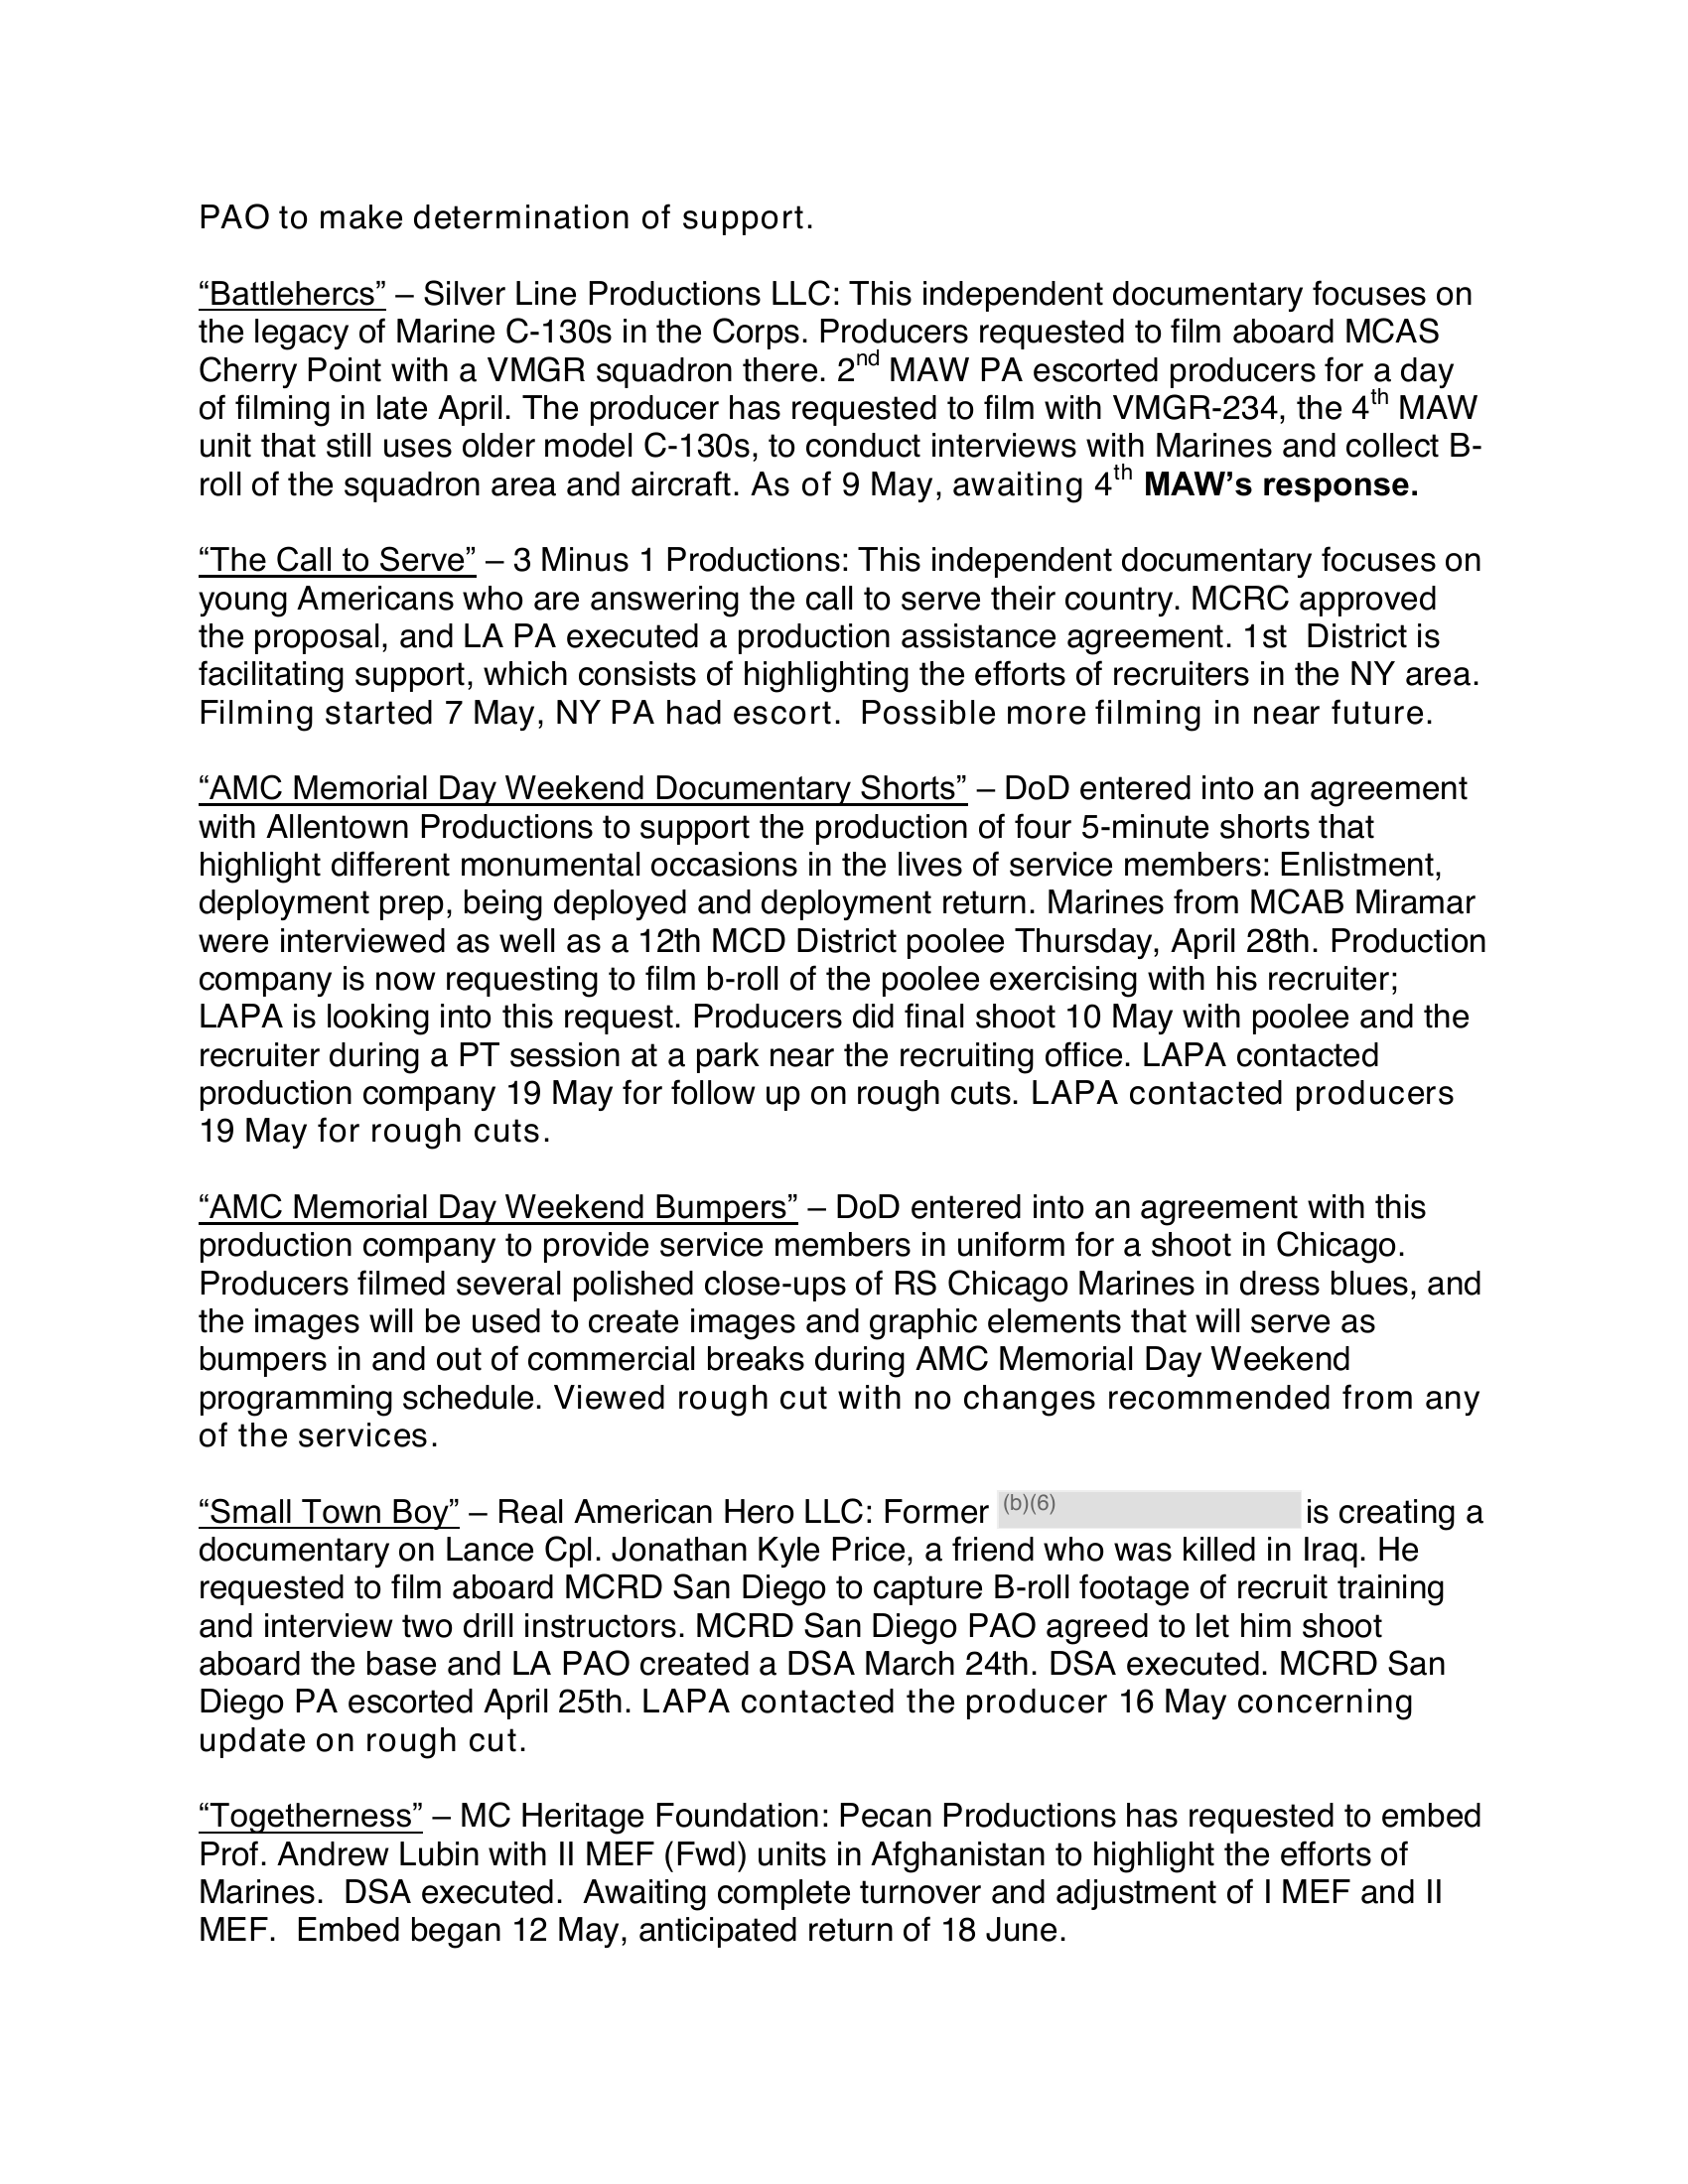 PAO to make determination of support.
“Battlehercs” – Silver Line Productions LLC: This independent documentary focuses on
the legacy of Marine C-130s in the Corps. Producers requested to film aboard MCAS
Cherry Point with a VMGR squadron there. 2nd MAW PA escorted producers for a day
of filming in late April. The producer has requested to film with VMGR-234, the 4th MAW
unit that still uses older model C-130s, to conduct interviews with Marines and collect B-
roll of the squadron area and aircraft. As of 9 May, awaiting 4th MAW’s response.
“The Call to Serve” – 3 Minus 1 Productions: This independent documentary focuses on
young Americans who are answering the call to serve their country. MCRC approved
the proposal, and LA PA executed a production assistance agreement. 1st  District is
facilitating support, which consists of highlighting the efforts of recruiters in the NY area.
Filming started 7 May, NY PA had escort.  Possible more filming in near future.
“AMC Memorial Day Weekend Documentary Shorts” – DoD entered into an agreement
with Allentown Productions to support the production of four 5-minute shorts that
highlight different monumental occasions in the lives of service members: Enlistment,
deployment prep, being deployed and deployment return. Marines from MCAB Miramar
were interviewed as well as a 12th MCD District poolee Thursday, April 28th. Production
company is now requesting to film b-roll of the poolee exercising with his recruiter;
LAPA is looking into this request. Producers did final shoot 10 May with poolee and the
recruiter during a PT session at a park near the recruiting office. LAPA contacted
production company 19 May for follow up on rough cuts. LAPA contacted producers
19 May for rough cuts.
“AMC Memorial Day Weekend Bumpers” – DoD entered into an agreement with this
production company to provide service members in uniform for a shoot in Chicago.
Producers filmed several polished close-ups of RS Chicago Marines in dress blues, and
the images will be used to create images and graphic elements that will serve as
bumpers in and out of commercial breaks during AMC Memorial Day Weekend
programming schedule. Viewed rough cut with no changes recommended from any
of the services.
“Small Town Boy” – Real American Hero LLC: Former (b)(6) is creating a
documentary on Lance Cpl. Jonathan Kyle Price, a friend who was killed in Iraq. He
requested to film aboard MCRD San Diego to capture B-roll footage of recruit training
and interview two drill instructors. MCRD San Diego PAO agreed to let him shoot
aboard the base and LA PAO created a DSA March 24th. DSA executed. MCRD San
Diego PA escorted April 25th. LAPA contacted the producer 16 May concerning
update on rough cut.
“Togetherness” – MC Heritage Foundation: Pecan Productions has requested to embed
Prof. Andrew Lubin with II MEF (Fwd) units in Afghanistan to highlight the efforts of
Marines.  DSA executed.  Awaiting complete turnover and adjustment of I MEF and II
MEF.  Embed began 12 May, anticipated return of 18 June.